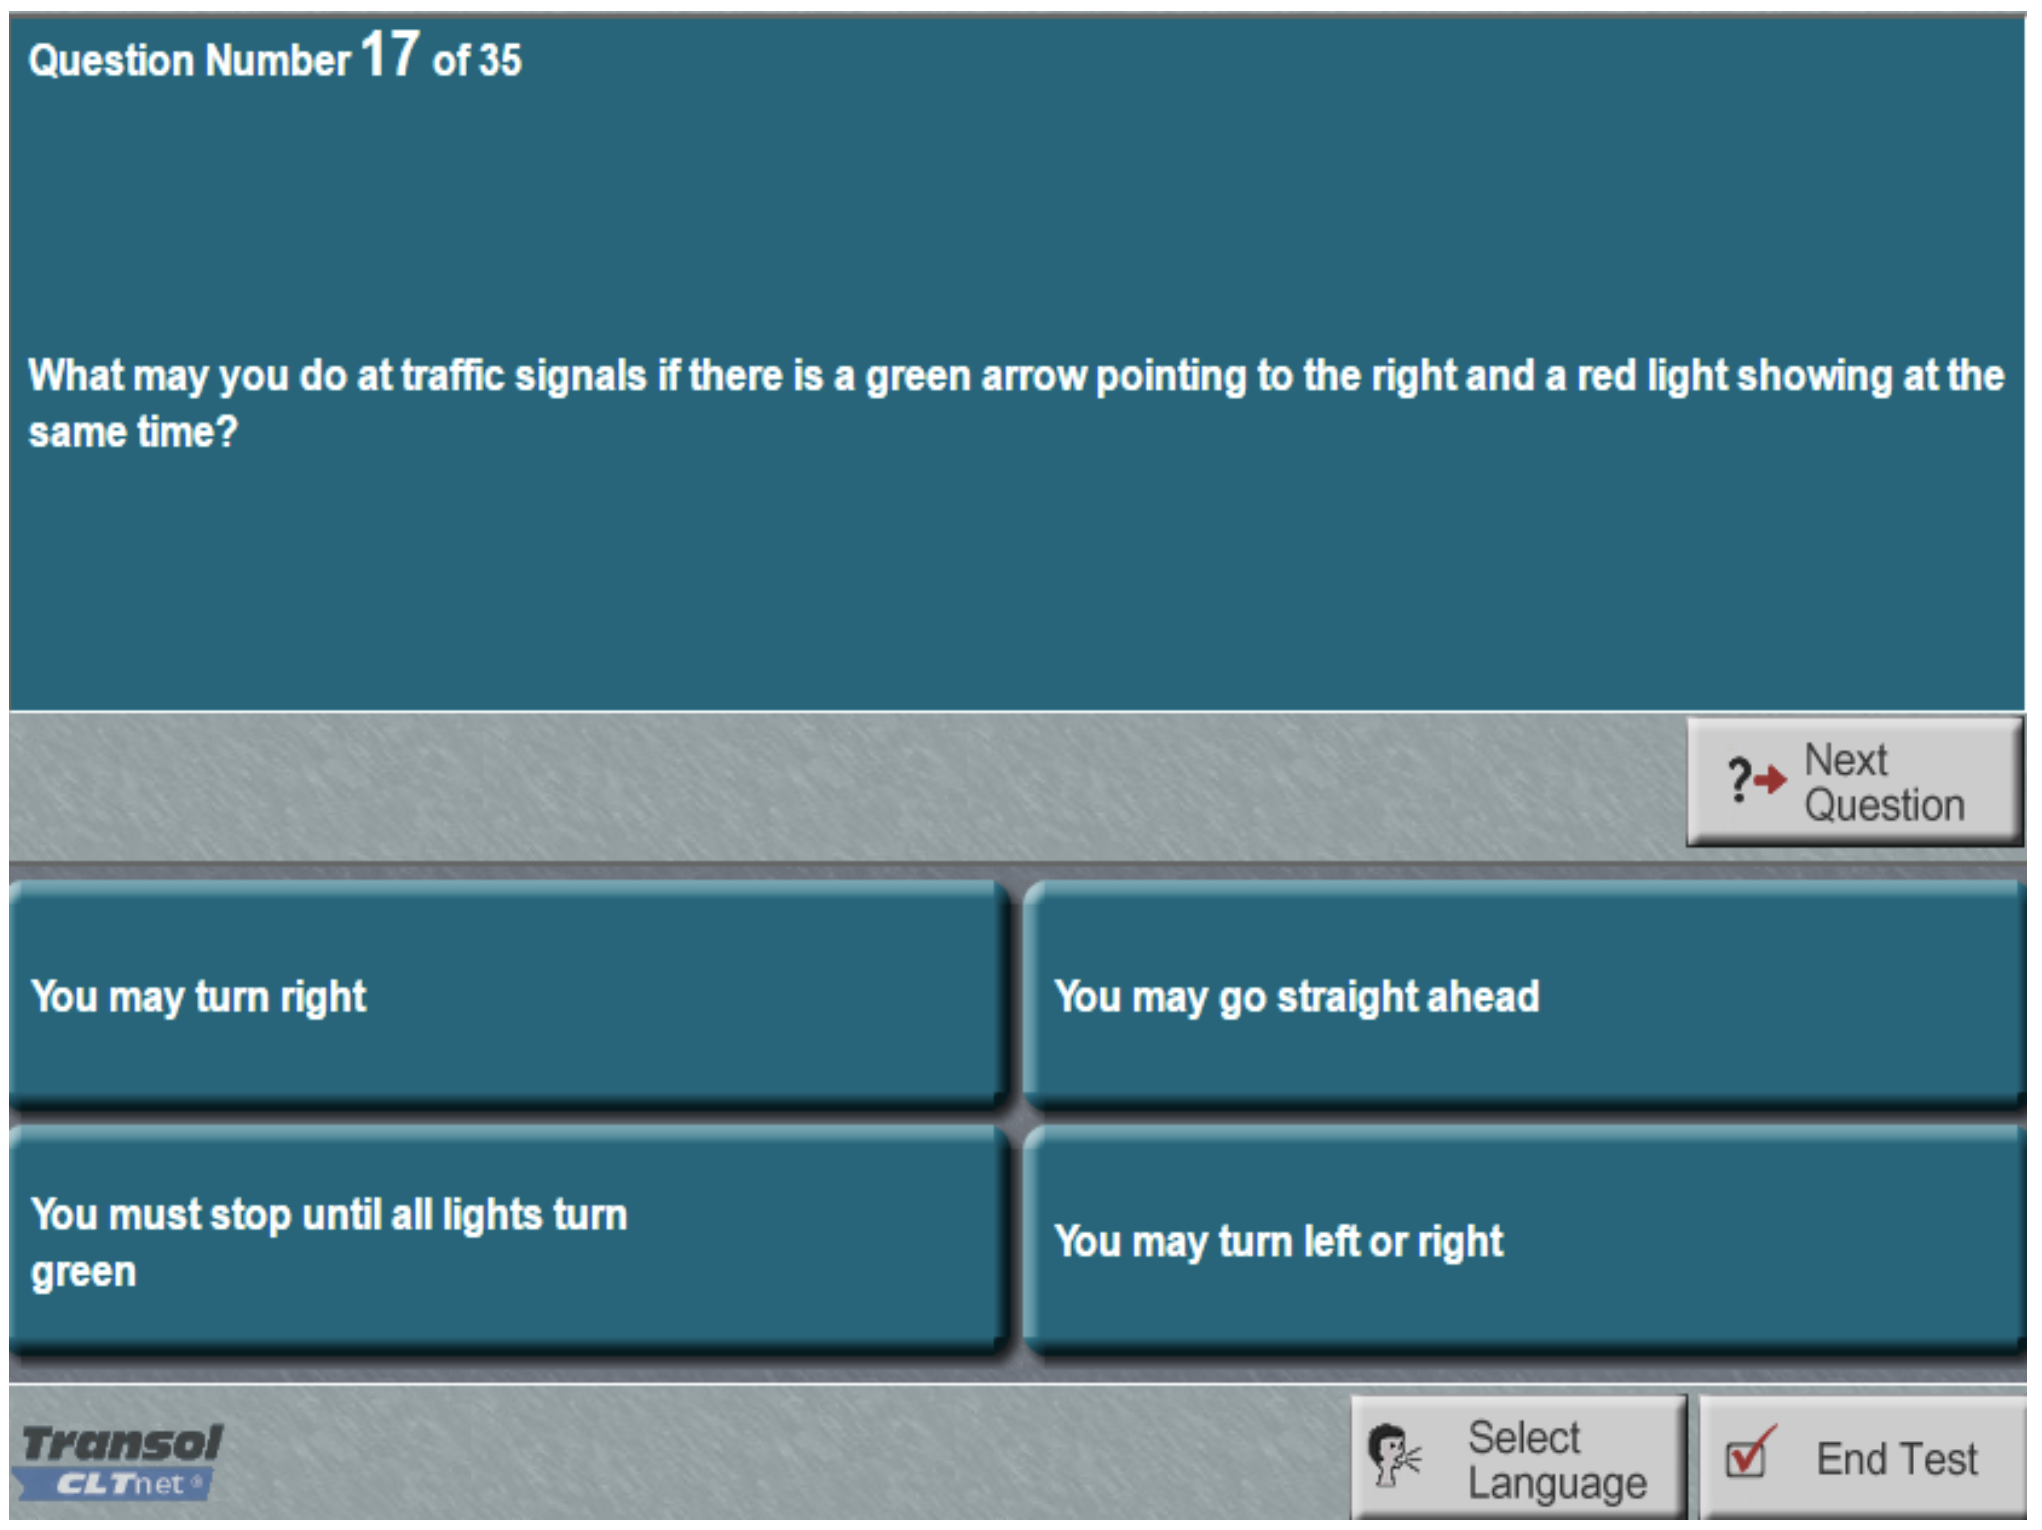 Question Number 17 of 35
What may you do at traffic signals if there is a green arrow pointing to the right and a red light showing at the
same time?
Next
Question
You may turn right
You may go straight ahead
You must stop until all lights turn
green
You may turn left or right
Transol
CLTnet®
Select
Language
End Test